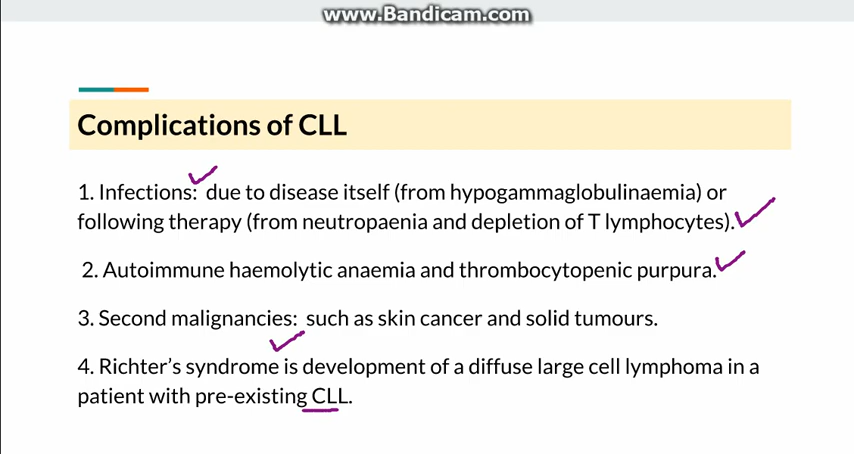 www.Bandicam.com
Complications of CLL
1. Infections: due to disease itself (from hypogammaglobulinaemia) or
following therapy (from neutropaenia and depletion of T lymphocytes).
2. Autoimmune haemolytic anaemia and thrombocytopenic purpura.
3. Second malignancies: such as skin cancer and solid tumours.
4. Richter's syndrome is development of a diffuse large cell lymphoma in a
patient with pre-existing CLL.